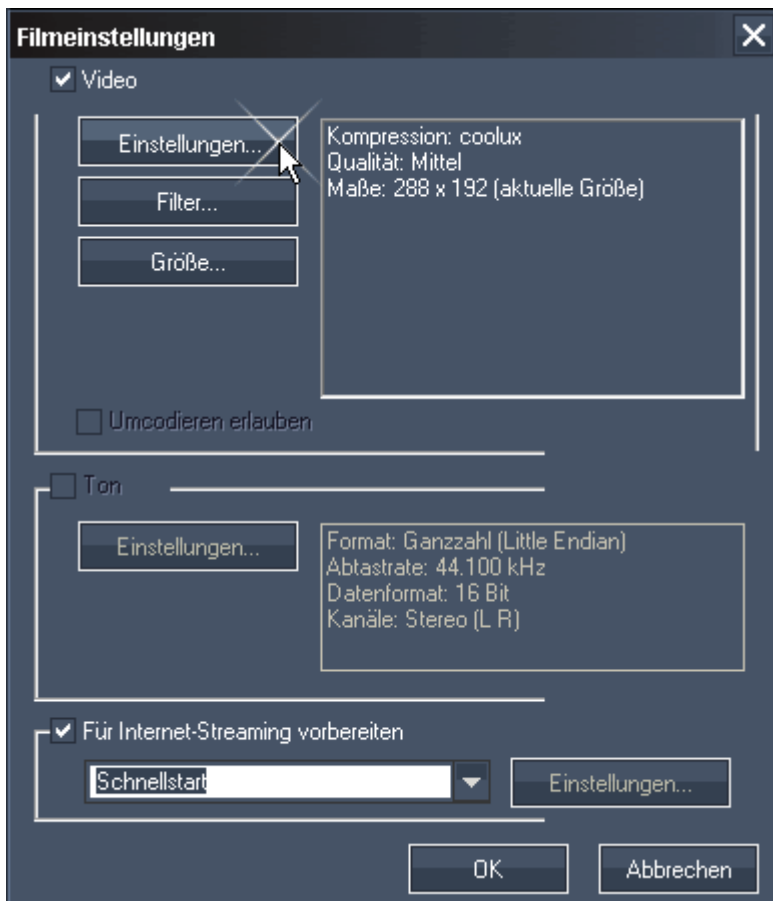 Filmeinstellungen
Video
Einstellungen...
Filter...
Größe...
Kompression: coolux
Qualität: Mittel
Maße: 288 x 192 (aktuelle Größe)
Umcodieren erlauben
Ton
Einstellungen...
Format: Ganzzahl (Little Endian)
Abtastrate: 44.100 kHz
Datenformat: 16 Bit
Kanäle: Stereo (L R)
Für Internet-Streaming vorbereiten
Schnellstart
Einstellungen...
OK
Abbrechen